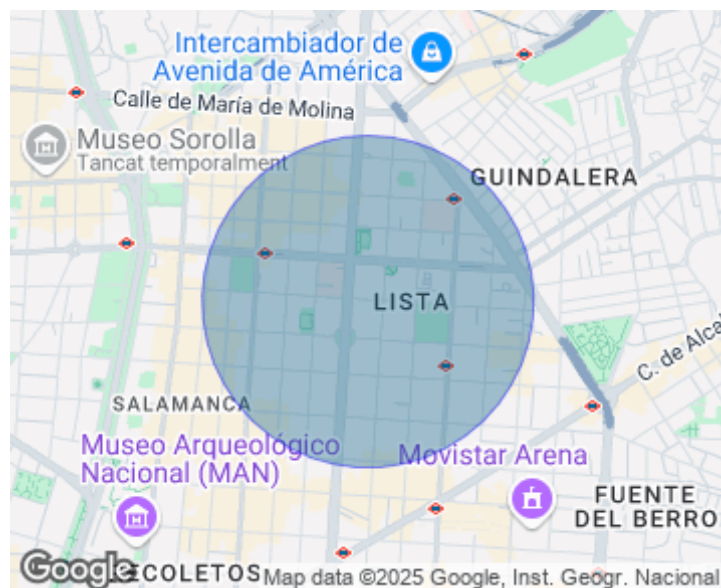 Intercambiador de
Avenida de América
Calle de María de Molina
Museo Sorolla
Tancat temporalment
GUINDALERA
LISTA
C. de Alcal
SALAMANCA
Museo Arqueológico
Nacional (MAN)
Movistar Arena
FUENTE
DEL BERRO
Google
ECOLETOS
Map data ©2025 Google, Inst. Geogr. Nacional